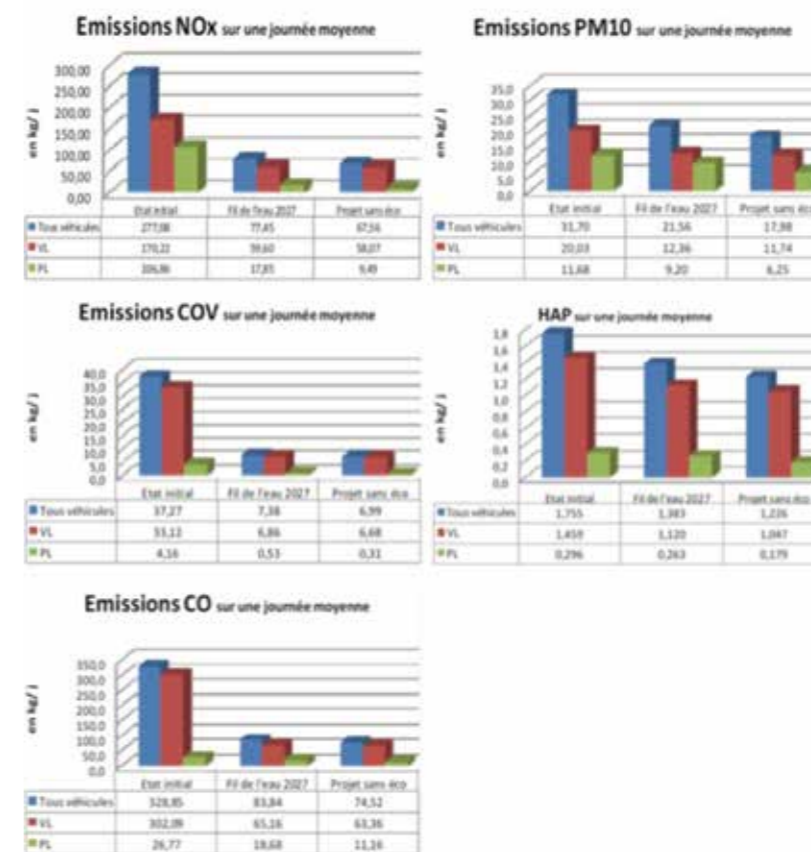 Emissions NOx sur une journée moyenne
en kg/ j
300,00
250,00
200,00
150,00
100,00
50,00
0,00
Etat initial Fil de l'eau 2027 Projet sans éco
Tous véhicules 277,08 77,45 67,56
VL 170,22 59,60 58,07
PL 106,86 17,85 9,49
Emissions PM10 sur une journée moyenne
en kg/ j
35,0
30,0
25,0
20,0
15,0
10,0
5,0
0,0
Etat initial Fil de l'eau 2027 Projet sans éco
Tous véhicules 31,70 21,56 17,98
VL 20,03 12,36 11,74
PL 11,68 9,20 6,25
Emissions COV sur une journée moyenne
en kg/ j
40,0
35,0
30,0
25,0
20,0
15,0
10,0
5,0
0,0
Etat initial Fil de l'eau 2027 Projet sans éco
Tous véhicules 37,27 7,38 6,99
VL 33,12 6,86 6,68
PL 4,16 0,53 0,31
HAP sur une journée moyenne
en kg/ j
1,8
1,6
1,4
1,2
1,0
0,8
0,6
0,4
0,2
0,0
Etat initial Fil de l'eau 2027 Projet sans éco
Tous véhicules 1,755 1,383 1,226
VL 1,459 1,120 1,047
PL 0,296 0,263 0,179
Emissions CO sur une journée moyenne
en kg/ j
350,0
300,0
250,0
200,0
150,0
100,0
50,0
0,0
Etat initial Fil de l'eau 2027 Projet sans éco
Tous véhicules 328,85 83,84 74,52
VL 302,09 65,16 63,36
PL 26,77 18,68 11,16